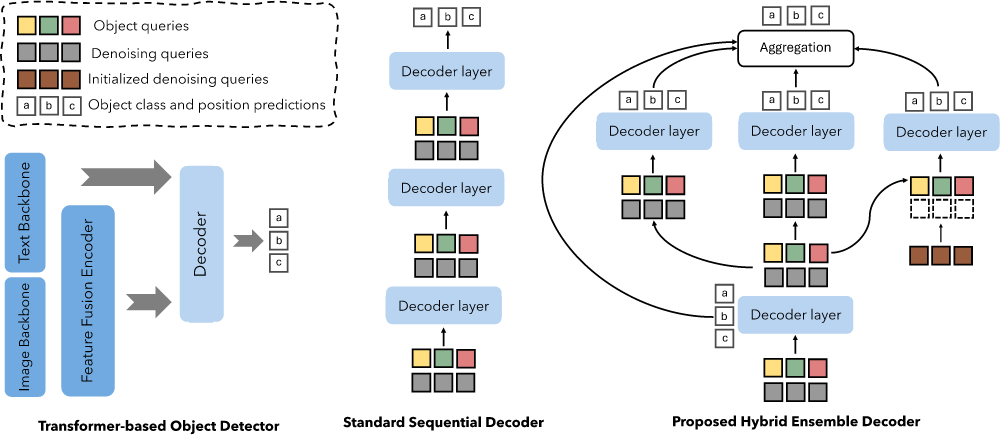 Object queries
Denoising queries
Initialized denoising queries
a b c Object class and position predictions
Text Backbone
Image Backbone
Feature Fusion Encoder
Decoder
a
b
c
Transformer-based Object Detector
a b c
Decoder layer
Decoder layer
Decoder layer
Standard Sequential Decoder
a b c
Aggregation
a b c a b c a b c
Decoder layer Decoder layer Decoder layer
a
b
c
Decoder layer
Proposed Hybrid Ensemble Decoder